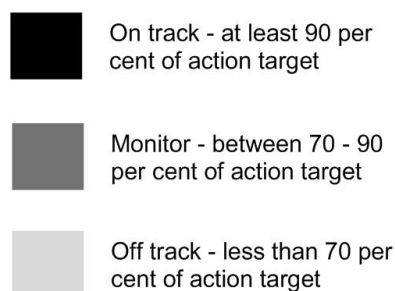 On track - at least 90 per
cent of action target
Monitor - between 70 - 90
per cent of action target
Off track - less than 70 per
cent of action target